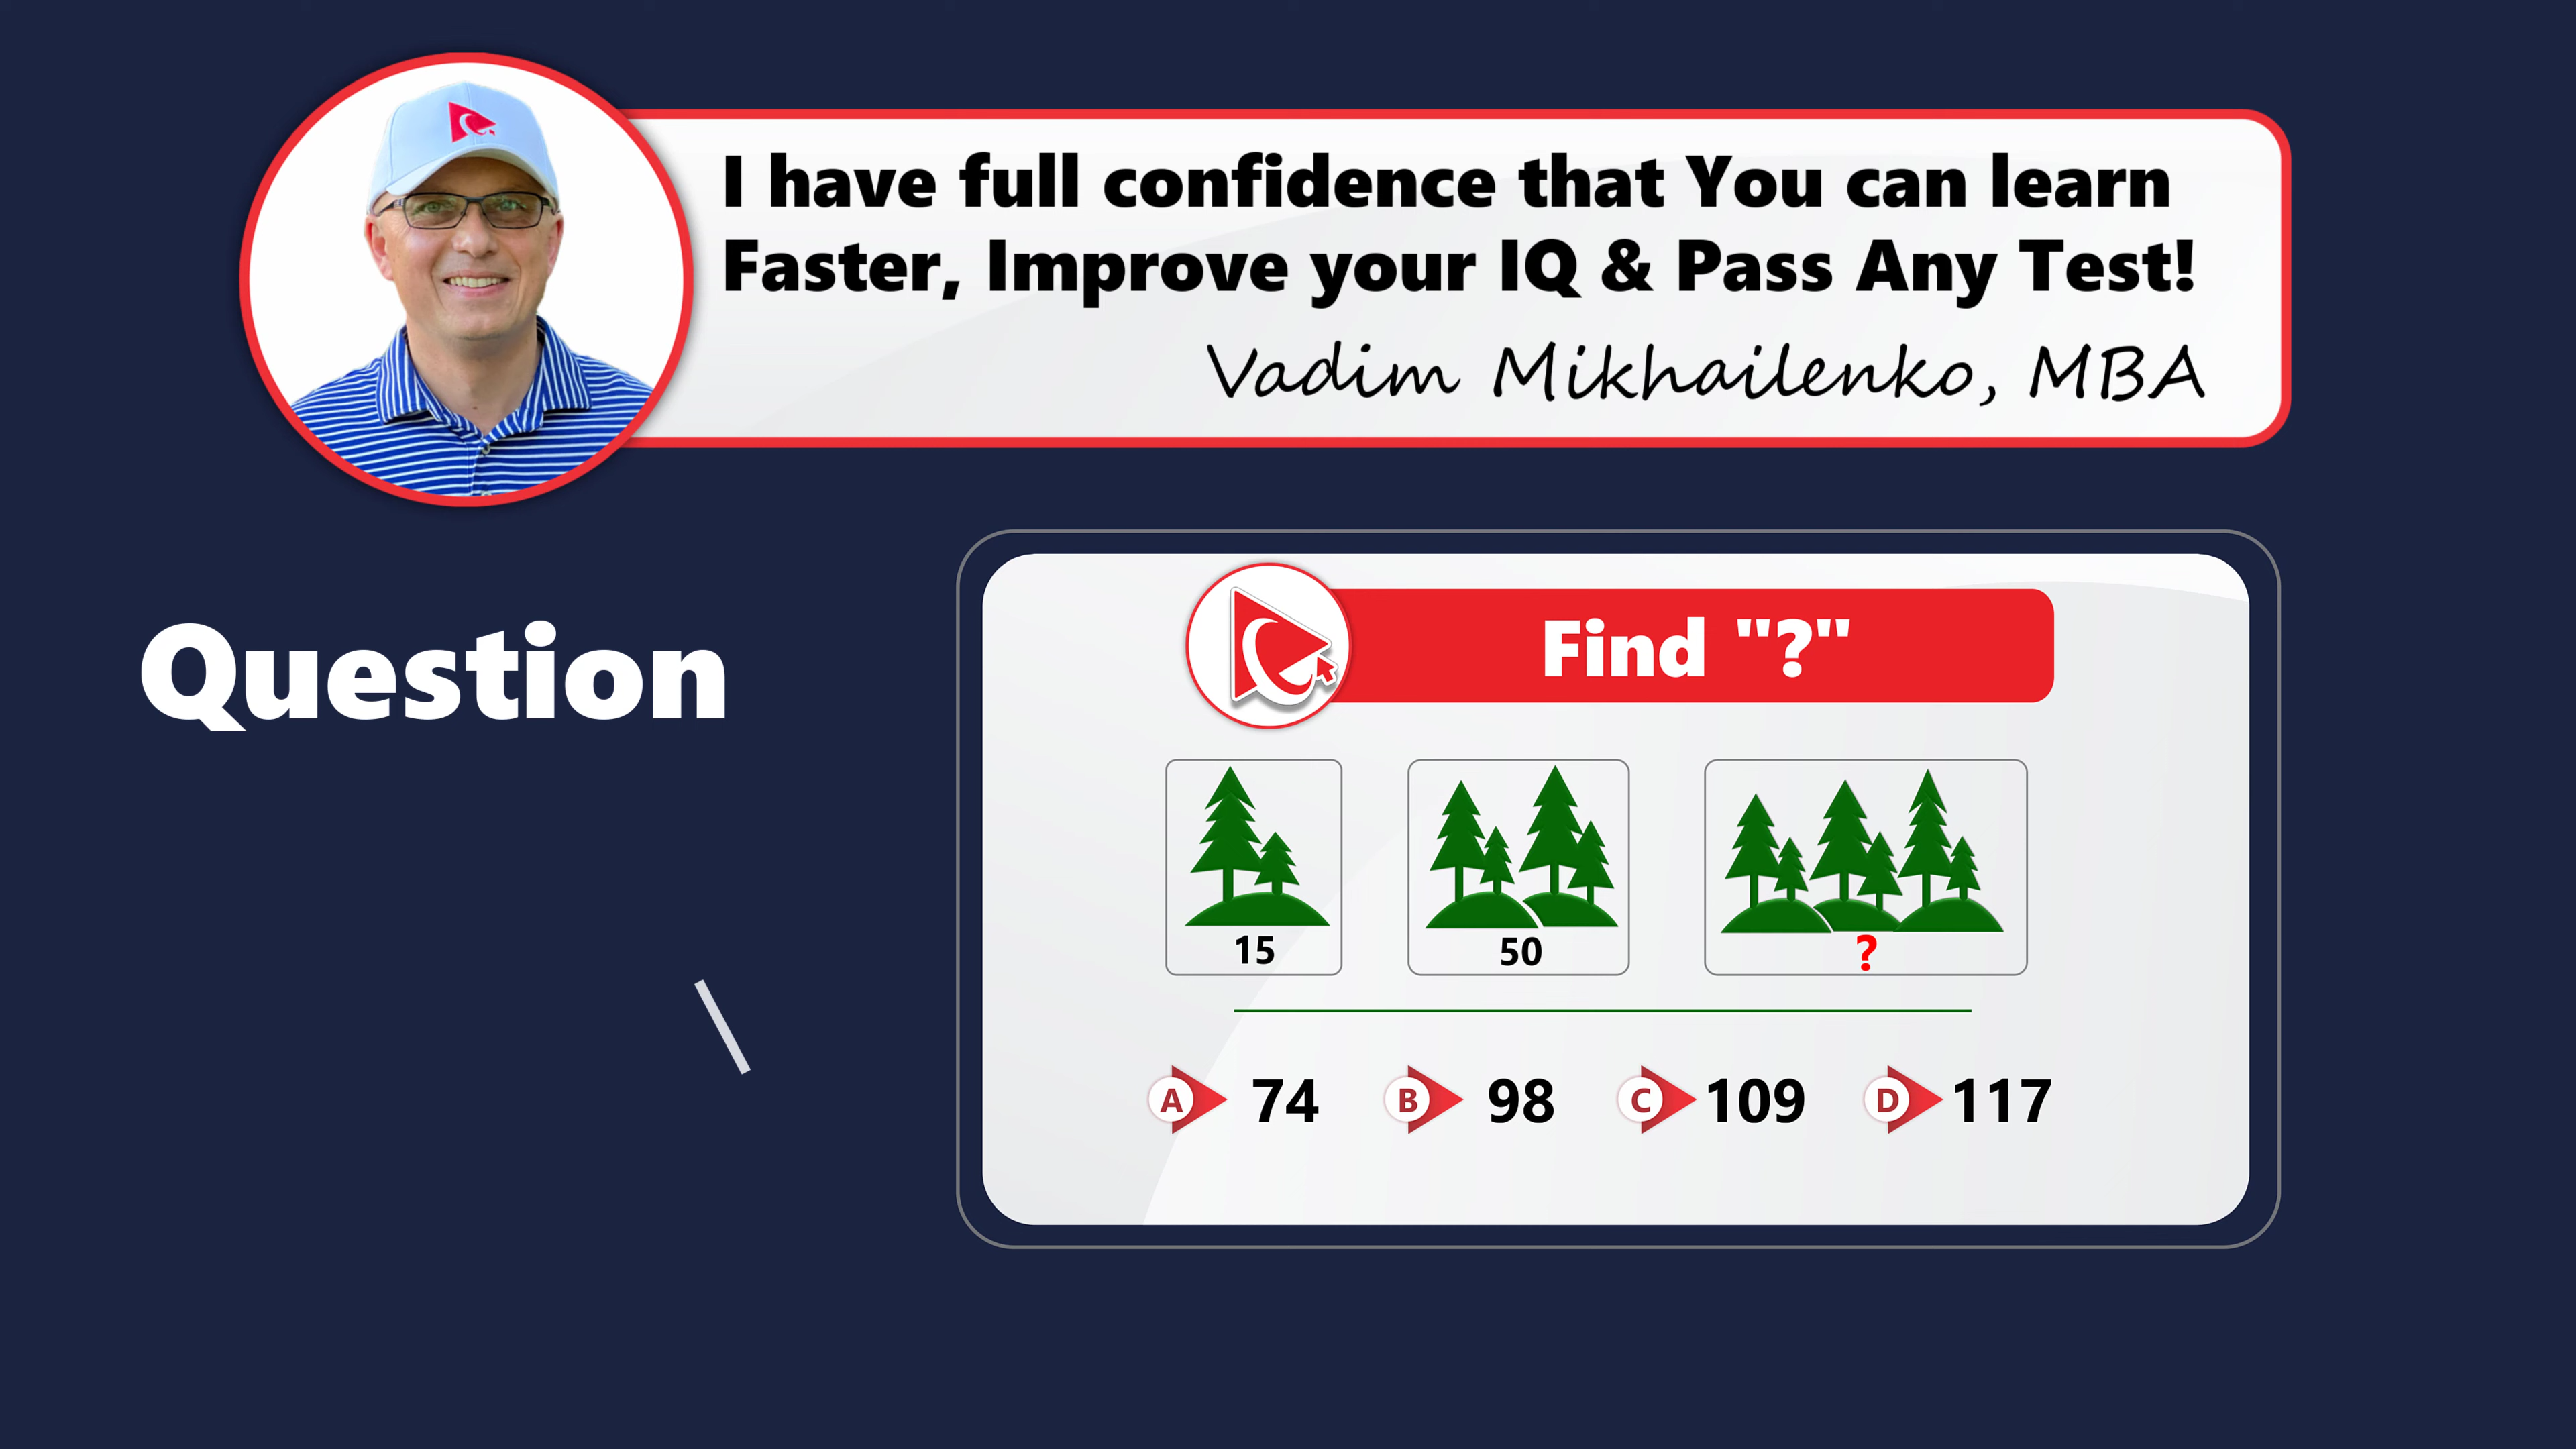 I have full confidence that You can learn
Faster, Improve your IQ & Pass Any Test!
Vadim Mikhailenko, MBA
Question
Find "?"
15
50
?
A 74
B 98
C 109
D 117